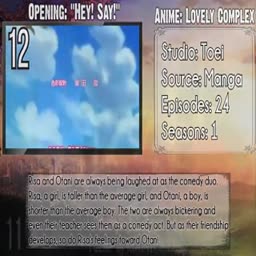 Opening: "Hey! Say!"
Anime: Lovely Complex
12
Studio: Toei
Source: Manga
Episodes: 24
Seasons: 1
Risa and Otani are always being laughed at as the comedy duo.
Risa, a girl, is taller than the average girl, and Otani, a boy, is
shorter than the average boy. The two are always bickering and
even their teacher sees them as a comedy act. But as their friendship
develops, so do Risa's feelings toward Otani.
11